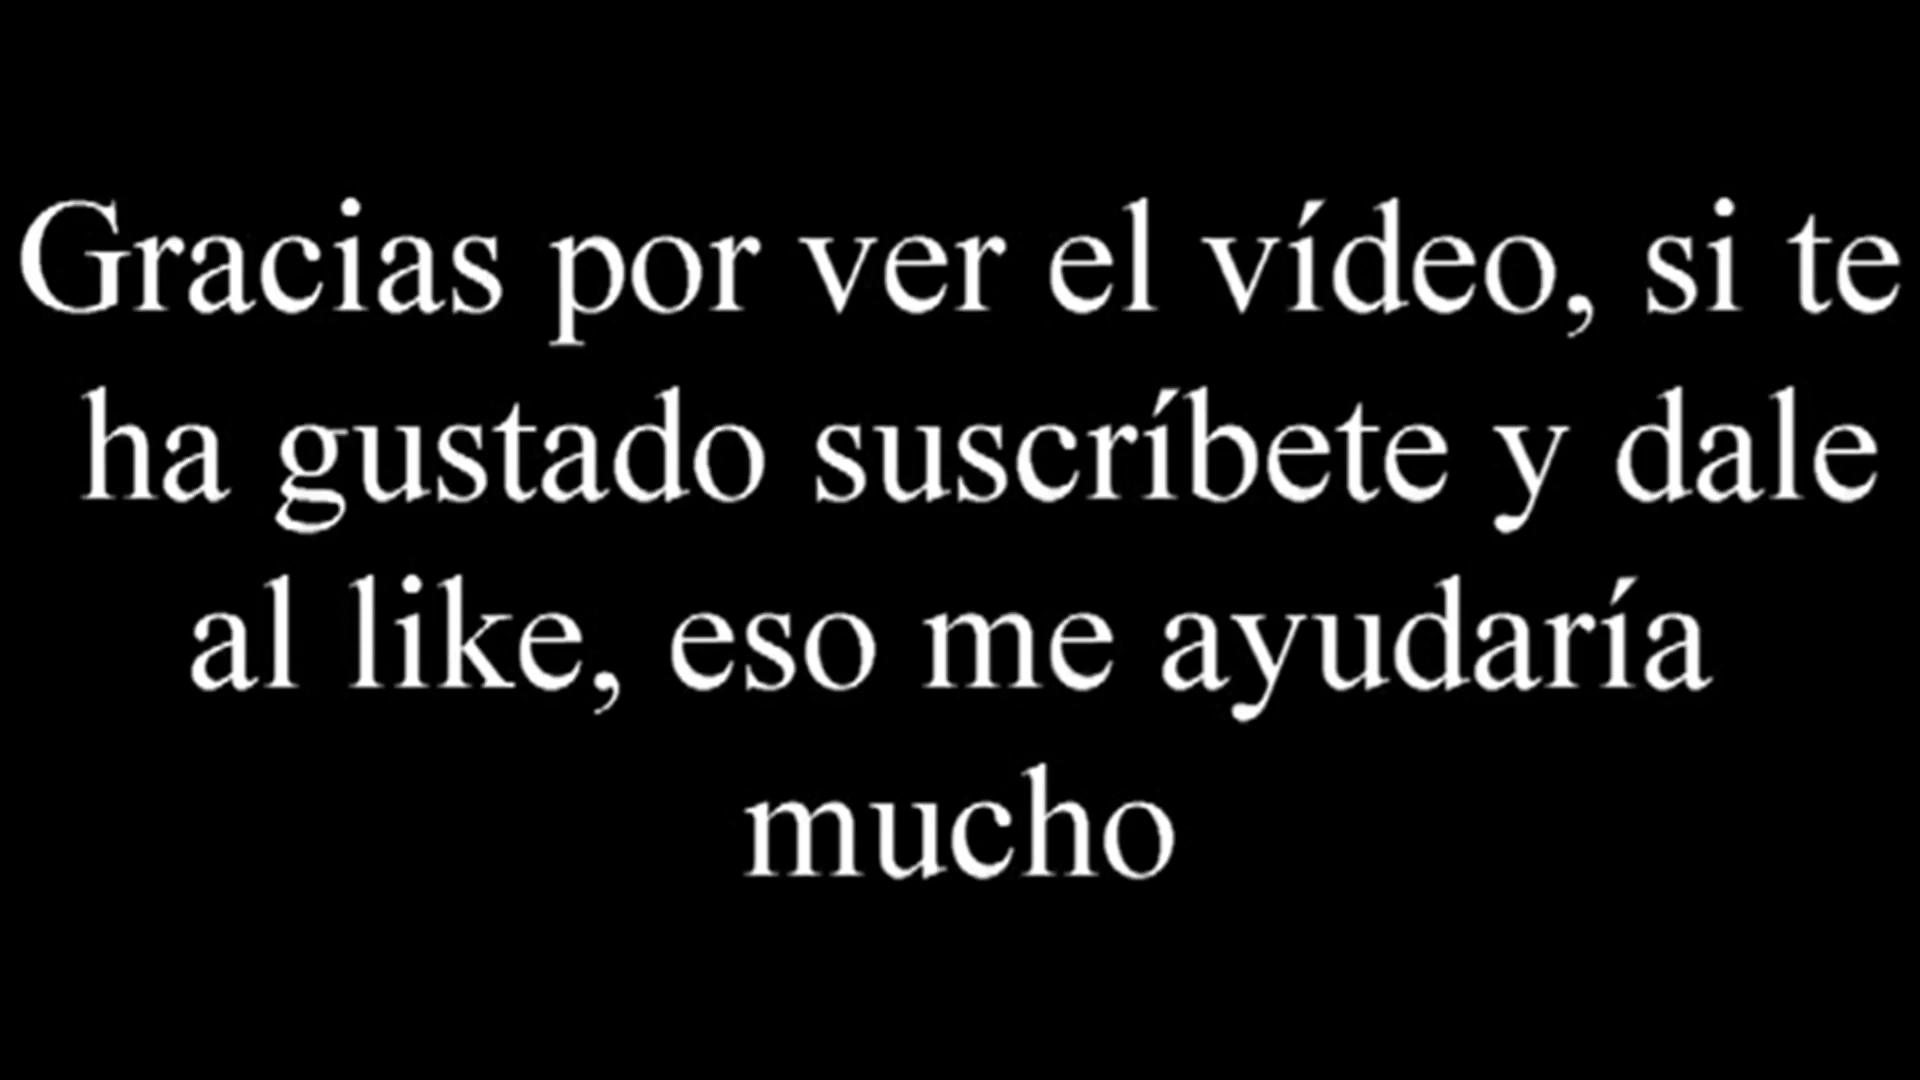 Gracias por ver el vídeo, si te
ha gustado suscríbete y dale
al like, eso me ayudaría
mucho